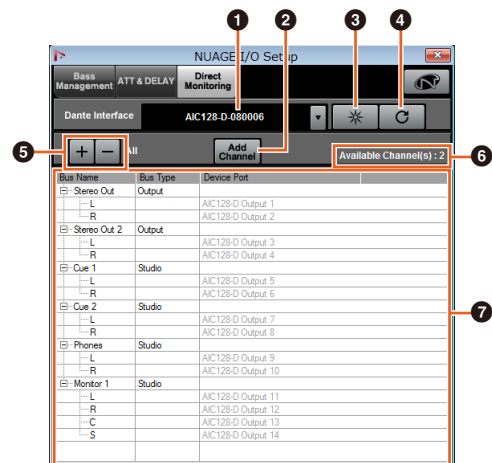 1 2 3 4
NUAGE I/O Setup
Bass Management ATT & DELAY Direct Monitoring
Dante Interface AIC128-D-080006
5 + − All Add Channel Available Channel(s) : 2 6
Bus Name Bus Type Device Port
Stereo Out Output
L AIC128-D Output 1
R AIC128-D Output 2
Stereo Out 2 Output
L AIC128-D Output 3
R AIC128-D Output 4
Cue 1 Studio
L AIC128-D Output 5
R AIC128-D Output 6
Cue 2 Studio
L AIC128-D Output 7
R AIC128-D Output 8
7
Phones Studio
L AIC128-D Output 9
R AIC128-D Output 10
Monitor 1 Studio
L AIC128-D Output 11
R AIC128-D Output 12
C AIC128-D Output 13
S AIC128-D Output 14